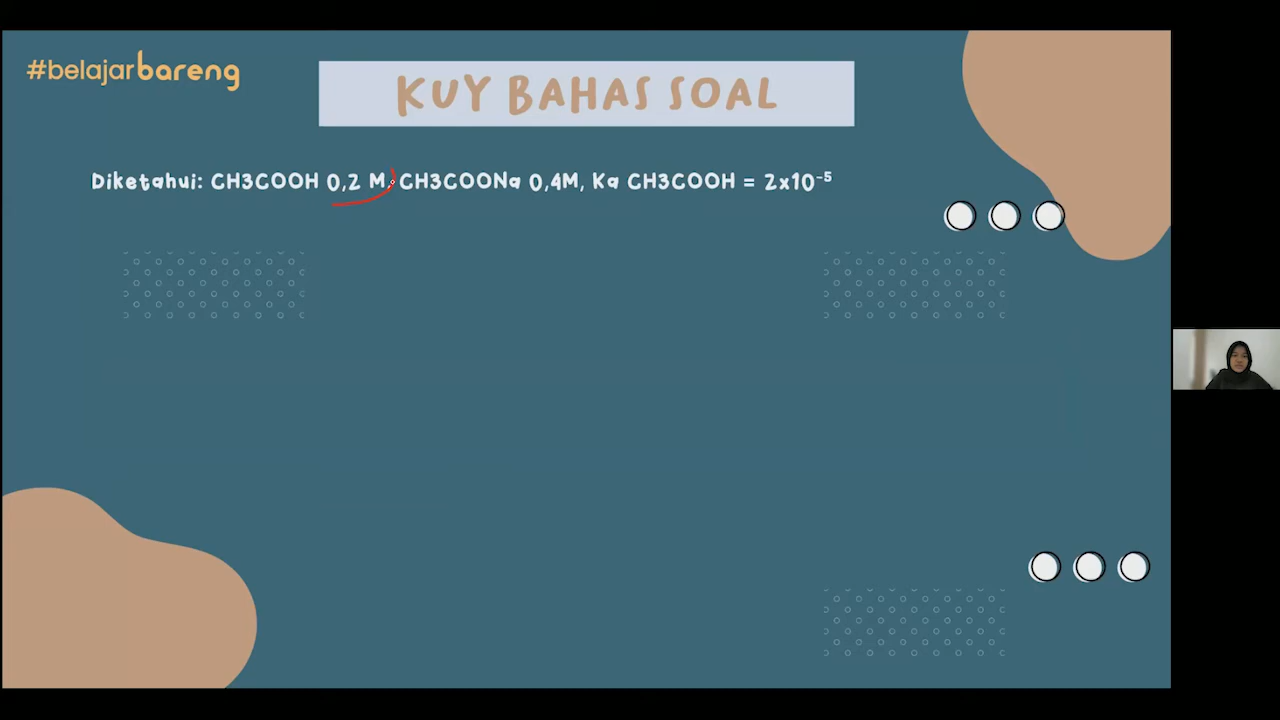 #belajarbareng
KUY BAHAS SOAL
Diketahui: CH3COOH 0,2 M, CH3COONa 0,4M, Ka CH3COOH = 2x10⁻⁵